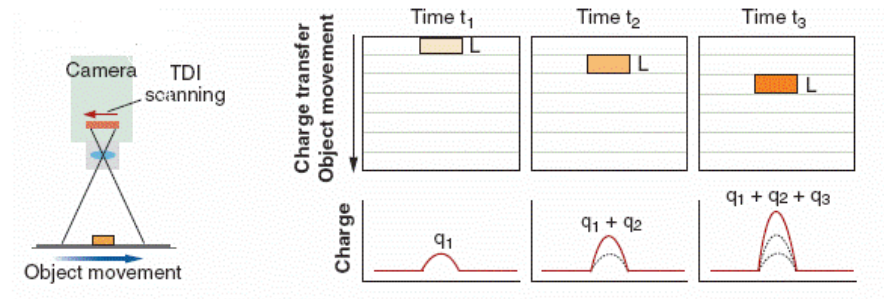 Camera
TDI
scanning
Object movement
Charge transfer
Object movement
Time t₁
Time t₂
Time t₃
L
L
L
Charge
q₁
q₁ + q₂
q₁ + q₂ + q₃